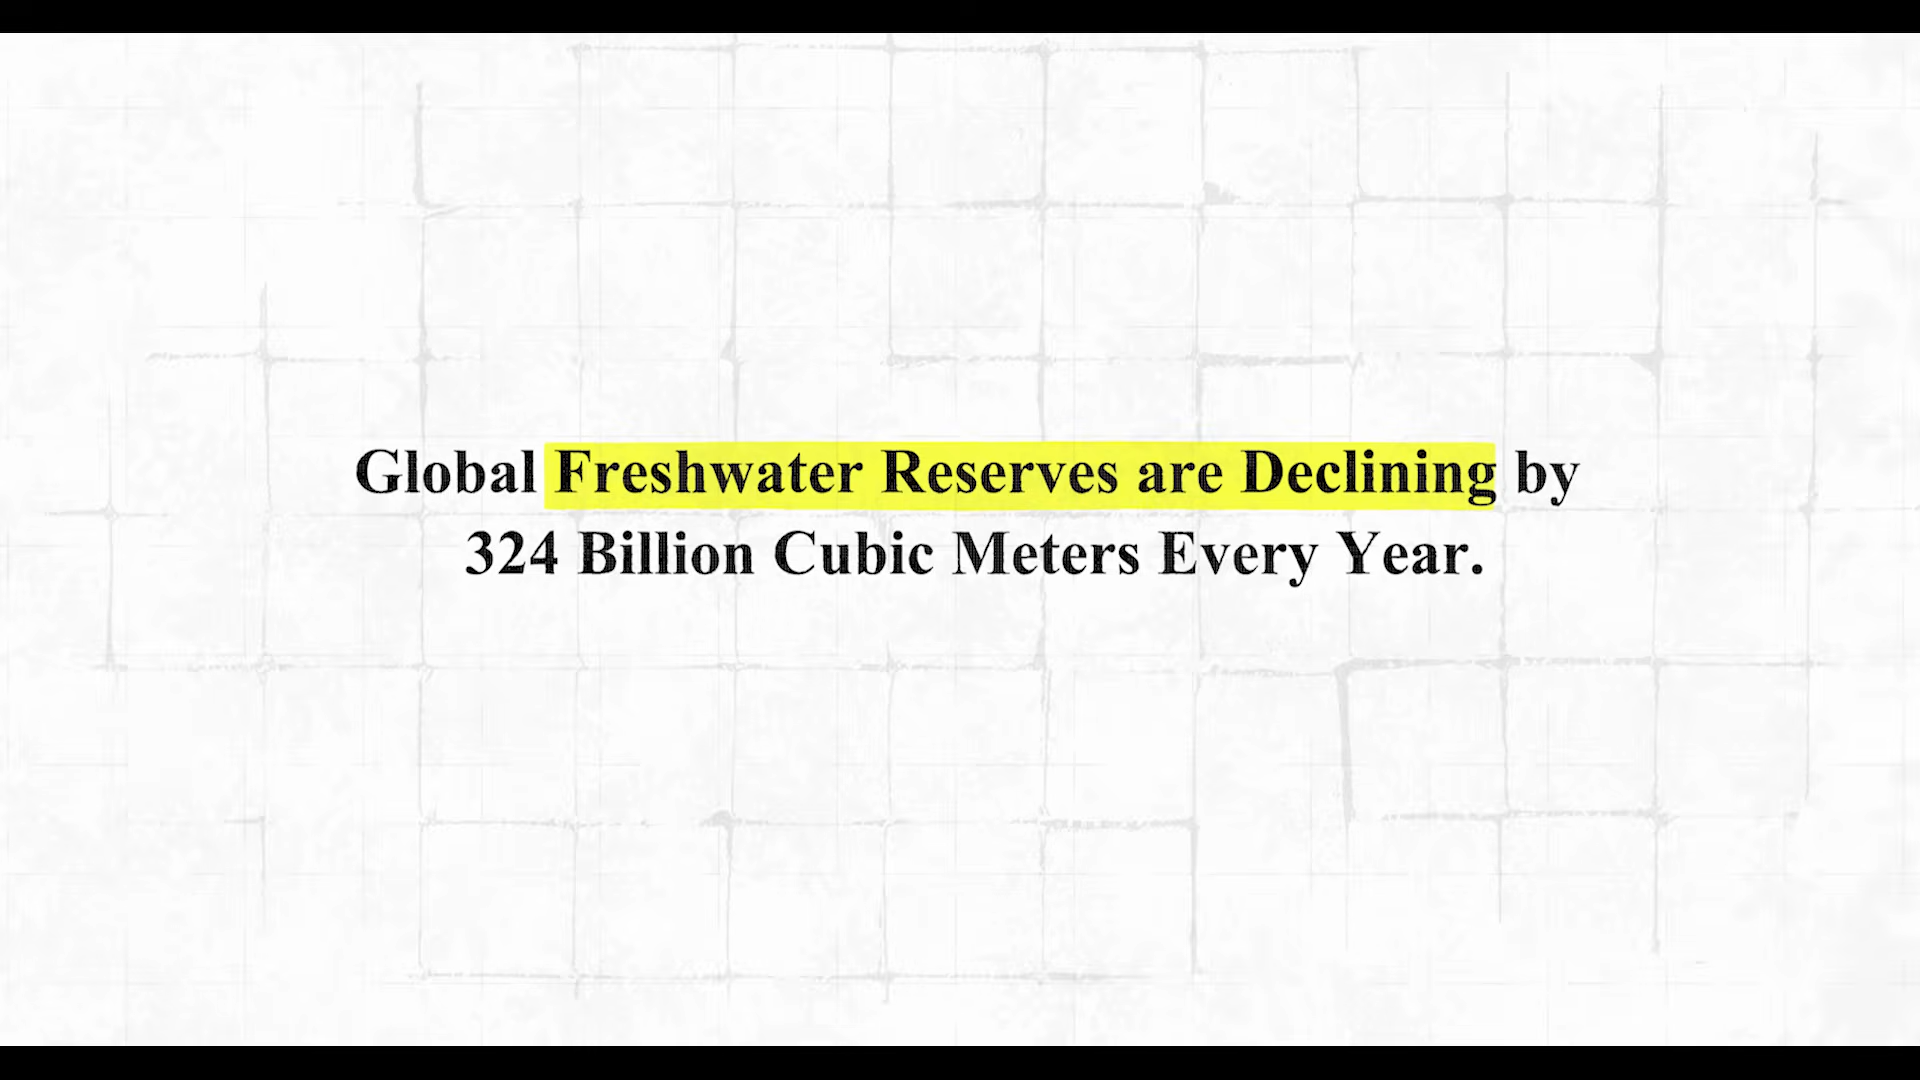 Global Freshwater Reserves are Declining by
324 Billion Cubic Meters Every Year.